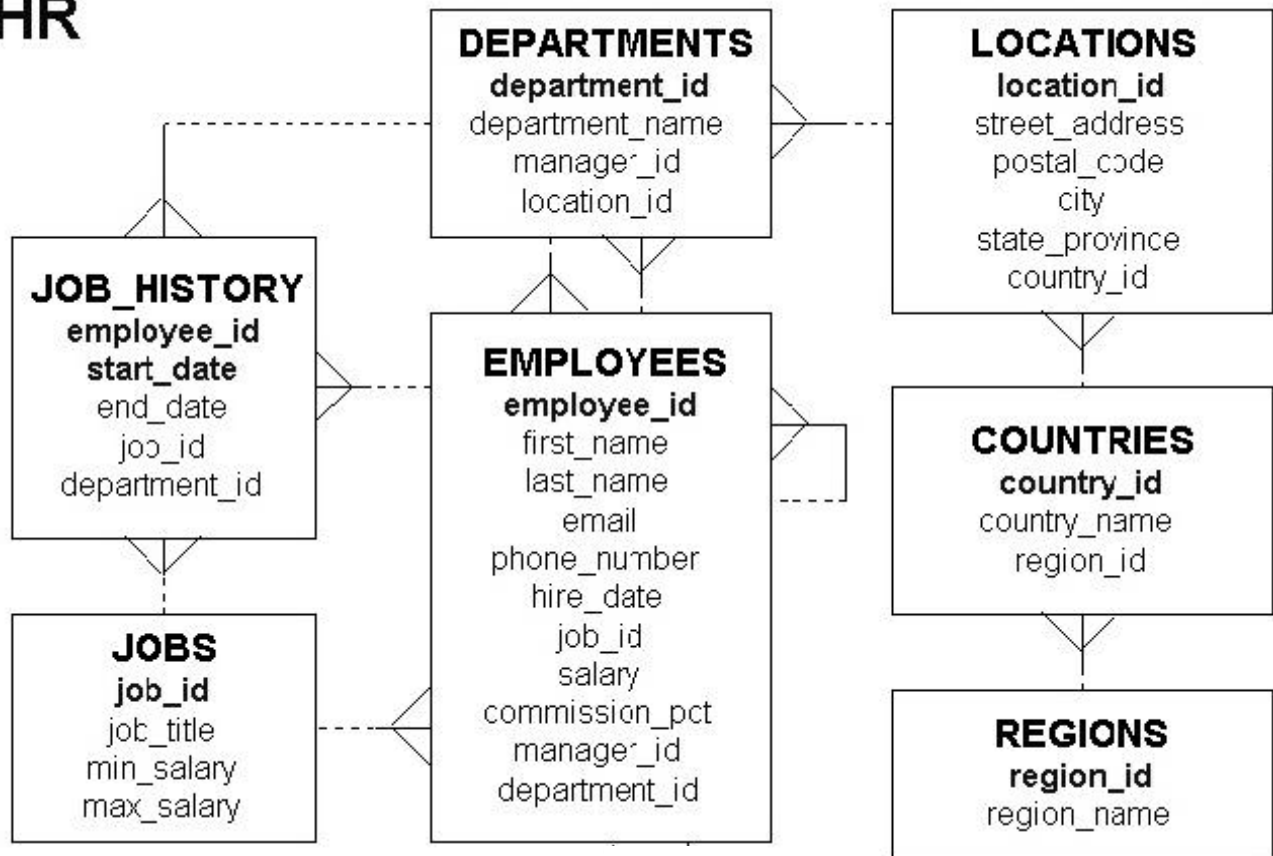 HR
DEPARTMENTS
department_id
department_name
manager_id
location_id
LOCATIONS
location_id
street_address
postal_code
city
state_province
country_id
JOB_HISTORY
employee_id
start_date
end_date
job_id
department_id
EMPLOYEES
employee_id
first_name
last_name
email
phone_number
hire_date
job_id
salary
commission_pct
manager_id
department_id
COUNTRIES
country_id
country_name
region_id
JOBS
job_id
job_title
min_salary
max_salary
REGIONS
region_id
region_name